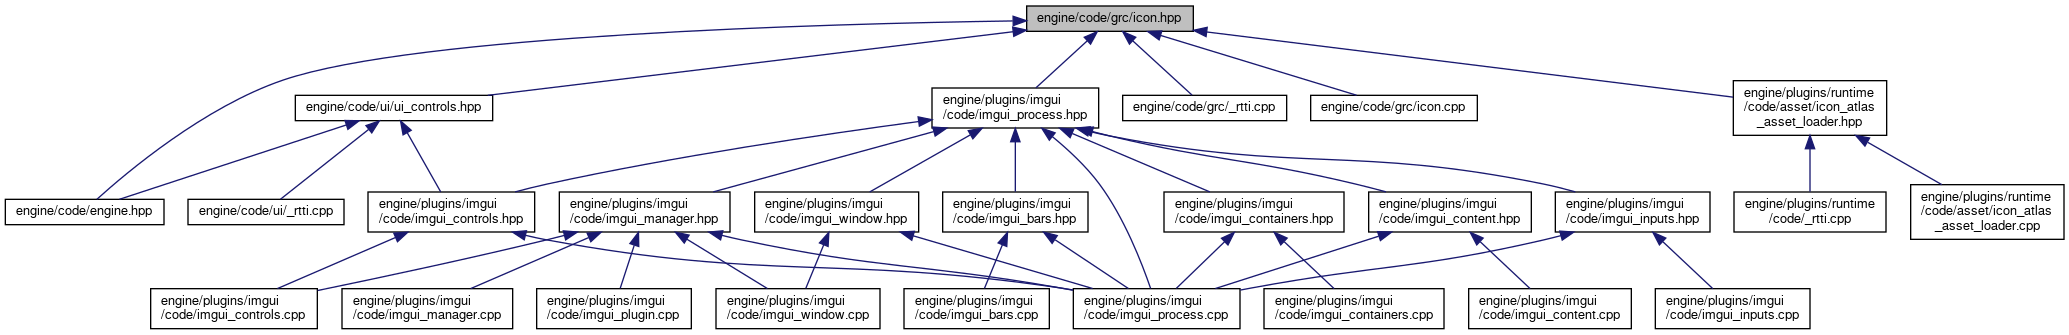 engine/code/grc/icon.hpp
engine/code/ui/ui_controls.hpp
engine/plugins/imgui
/code/imgui_process.hpp
engine/code/grc/_rtti.cpp
engine/code/grc/icon.cpp
engine/plugins/runtime
/code/asset/icon_atlas
_asset_loader.hpp
engine/code/engine.hpp
engine/code/ui/_rtti.cpp
engine/plugins/imgui
/code/imgui_controls.hpp
engine/plugins/imgui
/code/imgui_manager.hpp
engine/plugins/imgui
/code/imgui_window.hpp
engine/plugins/imgui
/code/imgui_bars.hpp
engine/plugins/imgui
/code/imgui_containers.hpp
engine/plugins/imgui
/code/imgui_content.hpp
engine/plugins/imgui
/code/imgui_inputs.hpp
engine/plugins/runtime
/code/_rtti.cpp
engine/plugins/runtime
/code/asset/icon_atlas
_asset_loader.cpp
engine/plugins/imgui
/code/imgui_controls.cpp
engine/plugins/imgui
/code/imgui_manager.cpp
engine/plugins/imgui
/code/imgui_plugin.cpp
engine/plugins/imgui
/code/imgui_window.cpp
engine/plugins/imgui
/code/imgui_bars.cpp
engine/plugins/imgui
/code/imgui_process.cpp
engine/plugins/imgui
/code/imgui_containers.cpp
engine/plugins/imgui
/code/imgui_content.cpp
engine/plugins/imgui
/code/imgui_inputs.cpp